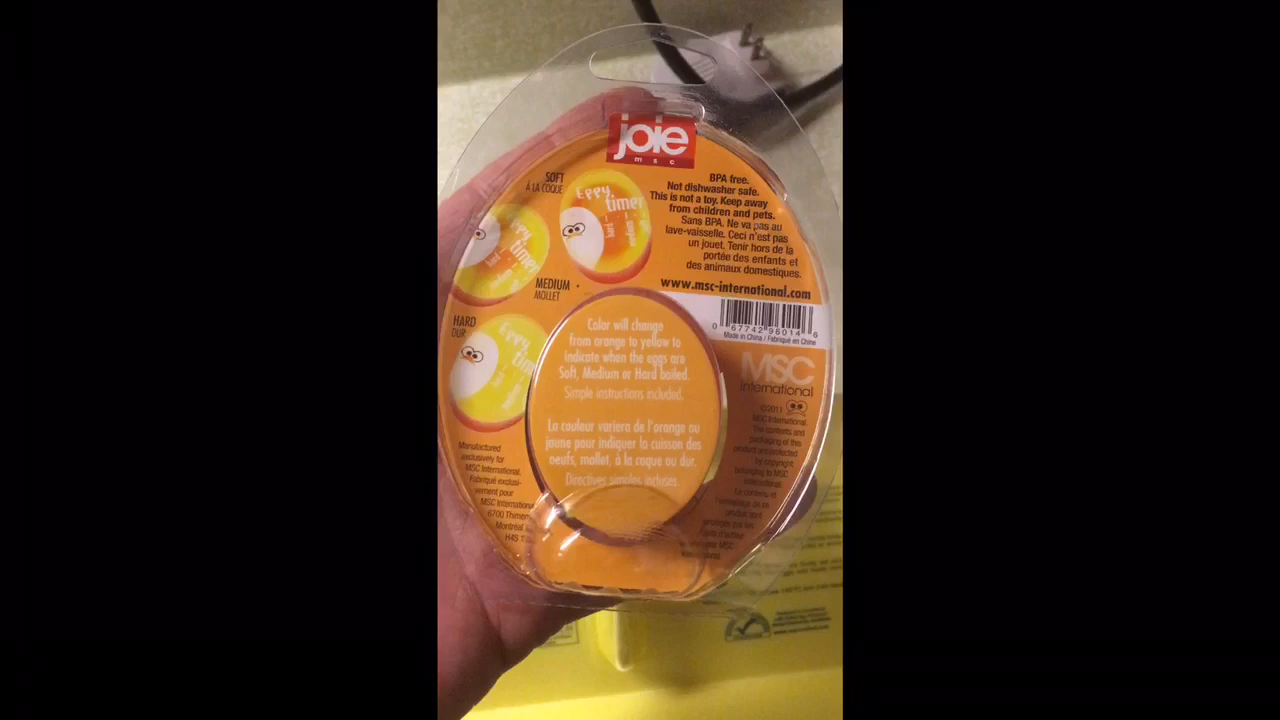 joie
msc
SOFT
À LA COQUE
Eggy
timer
hard
medium
BPA free.
Not dishwasher safe.
This is not a toy. Keep away
from children and pets.
Sans BPA. Ne va pas au
lave-vaisselle. Ceci n'est pas
un jouet. Tenir hors de la
portée des enfants et
des animaux domestiques.
www.msc-international.com
0 67742 96014 6
Made in China / Fabriqué en Chine
MEDIUM
MOLLET
timer
HARD
DUR
Eggy
Color will change
from orange to yellow to
indicate when the eggs are
Soft, Medium or Hard boiled.
Simple instructions included.
La couleur variera de l'orange au
jaune pour indiquer la cuisson des
oeufs, mollet, à la coque ou dur.
Directives simples incluses.
MSC
international
©2011
MSC International.
The contents and
packaging of this
product are protected
by copyright
belonging to MSC
International.
Manufactured
exclusively for
MSC International.
Fabriqué exclusi-
vement pour
MSC International
6700
Montréal
H4S